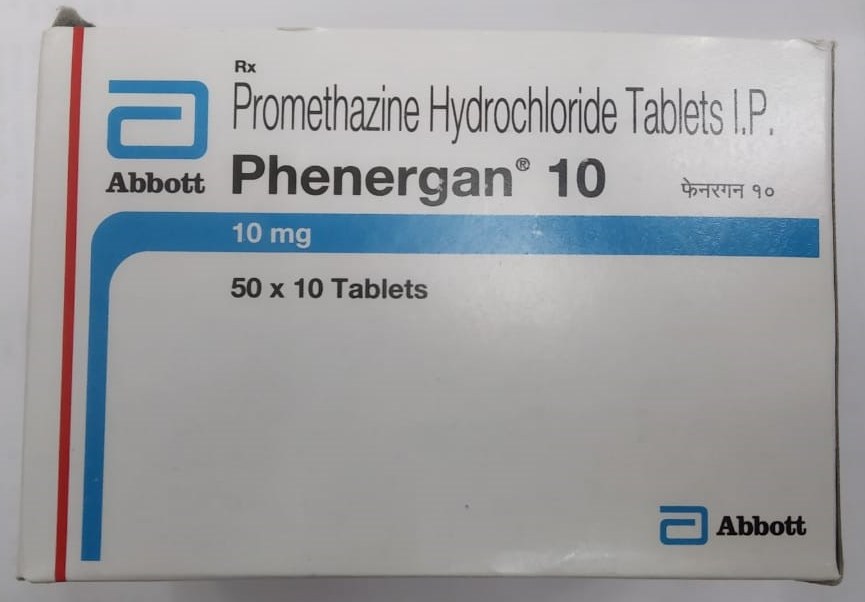 Rx
Promethazine Hydrochloride Tablets I.P.
Abbott
Phenergan® 10
फेनरगन १०
10 mg
50 x 10 Tablets
Abbott